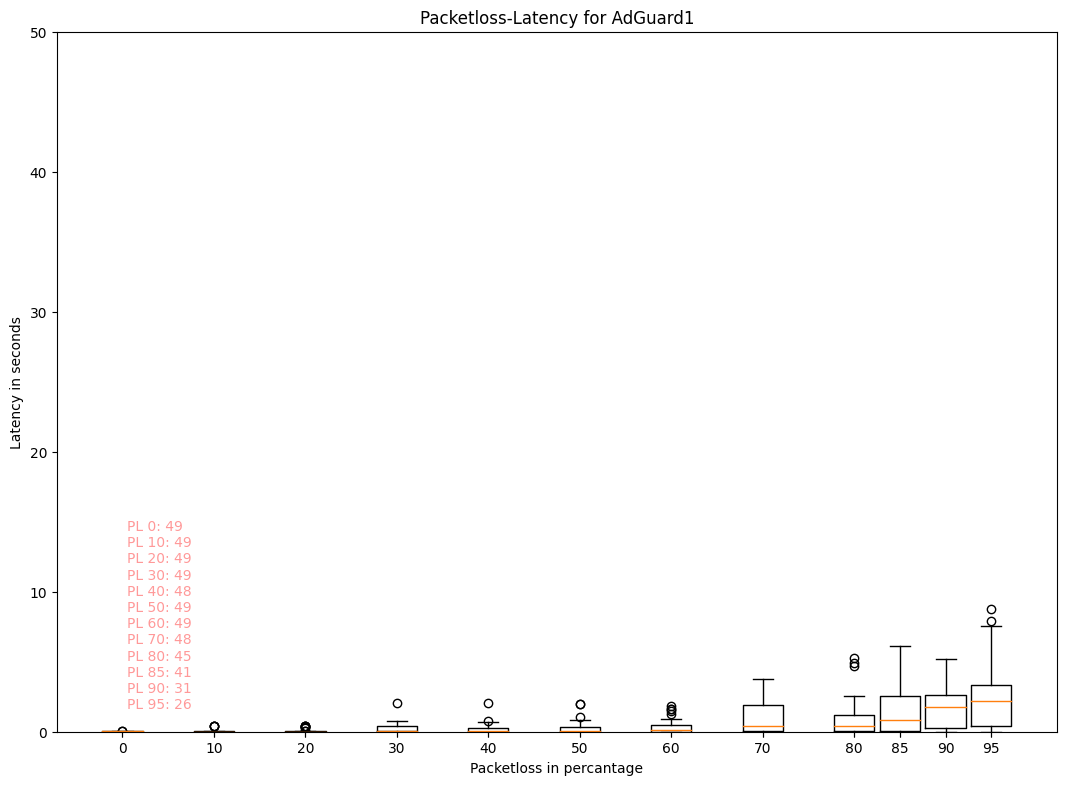 Packetloss-Latency for AdGuard1
50
40
30
20
10
0
Latency in seconds
PL 0: 49
PL 10: 49
PL 20: 49
PL 30: 49
PL 40: 48
PL 50: 49
PL 60: 49
PL 70: 48
PL 80: 45
PL 85: 41
PL 90: 31
PL 95: 26
0 10 20 30 40 50 60 70 80 85 90 95
Packetloss in percantage